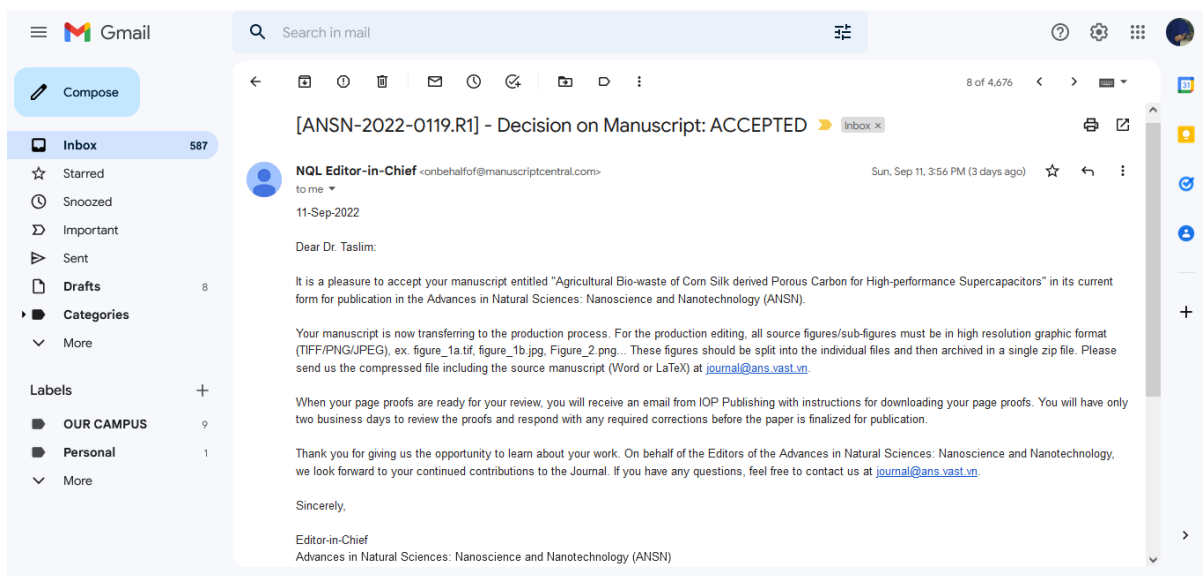 Gmail
Search in mail
Compose
8 of 4,676
Inbox 587
Starred
Snoozed
Important
Sent
Drafts 8
Categories
More
Labels
OUR CAMPUS 9
Personal 1
More
[ANSN-2022-0119.R1] - Decision on Manuscript: ACCEPTED Inbox ×
NQL Editor-in-Chief <onbehalfof@manuscriptcentral.com> Sun, Sep 11, 3:56 PM (3 days ago)
to me
11-Sep-2022
Dear Dr. Taslim:
It is a pleasure to accept your manuscript entitled "Agricultural Bio-waste of Corn Silk derived Porous Carbon for High-performance Supercapacitors" in its current
form for publication in the Advances in Natural Sciences: Nanoscience and Nanotechnology (ANSN).
Your manuscript is now transferring to the production process. For the production editing, all source figures/sub-figures must be in high resolution graphic format
(TIFF/PNG/JPEG), ex. figure_1a.tif, figure_1b.jpg, Figure_2.png... These figures should be split into the individual files and then archived in a single zip file. Please
send us the compressed file including the source manuscript (Word or LaTeX) at journal@ans.vast.vn.
When your page proofs are ready for your review, you will receive an email from IOP Publishing with instructions for downloading your page proofs. You will have only
two business days to review the proofs and respond with any required corrections before the paper is finalized for publication.
Thank you for giving us the opportunity to learn about your work. On behalf of the Editors of the Advances in Natural Sciences: Nanoscience and Nanotechnology,
we look forward to your continued contributions to the Journal. If you have any questions, feel free to contact us at journal@ans.vast.vn.
Sincerely,
Editor-in-Chief
Advances in Natural Sciences: Nanoscience and Nanotechnology (ANSN)
31